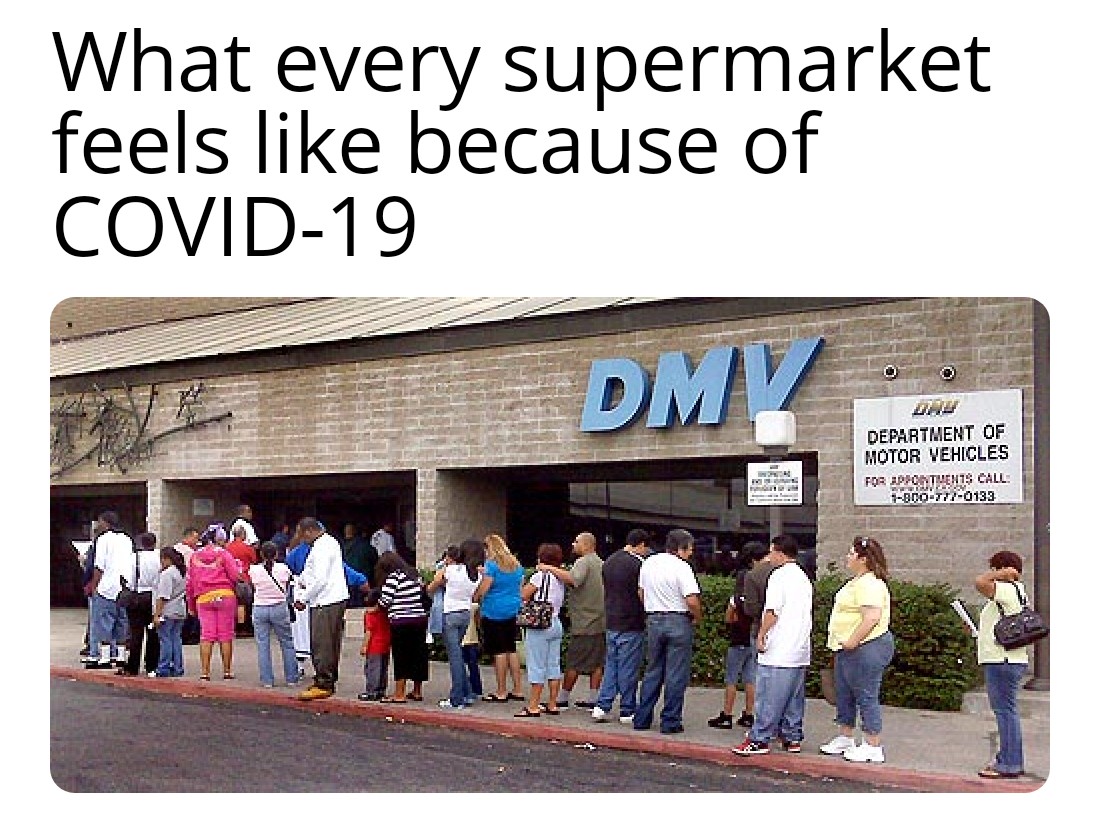 What every supermarket
feels like because of
COVID-19
DMV
DMV
DEPARTMENT OF
MOTOR VEHICLES
FOR APPOINTMENTS CALL:
1-800-777-0133